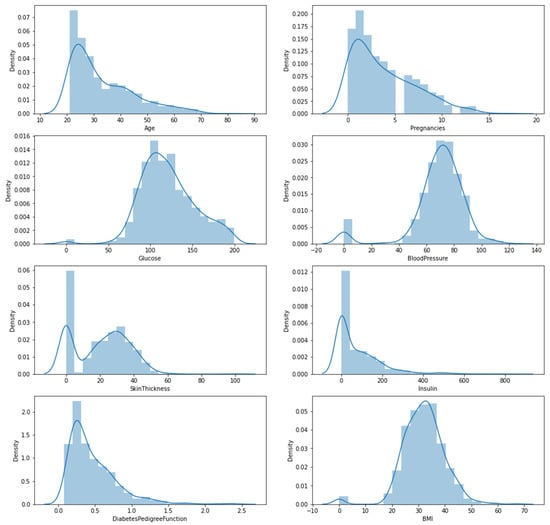 0.07
0.06
0.05
0.04
0.03
0.02
0.01
0.00
Density
10 20 30 40 50 60 70 80 90
Age
0.200
0.175
0.150
0.125
0.100
0.075
0.050
0.025
0.000
Density
0 5 10 15 20
Pregnancies
0.016
0.014
0.012
0.010
0.008
0.006
0.004
0.002
0.000
Density
0 50 100 150 200
Glucose
0.030
0.025
0.020
0.015
0.010
0.005
0.000
Density
−20 0 20 40 60 80 100 120 140
BloodPressure
0.06
0.05
0.04
0.03
0.02
0.01
0.00
Density
0 20 40 60 80 100
SkinThickness
0.012
0.010
0.008
0.006
0.004
0.002
0.000
Density
0 200 400 600 800
Insulin
2.0
1.5
1.0
0.5
0.0
Density
0.0 0.5 1.0 1.5 2.0 2.5
DiabetesPedigreeFunction
0.05
0.04
0.03
0.02
0.01
0.00
Density
−10 0 10 20 30 40 50 60 70
BMI